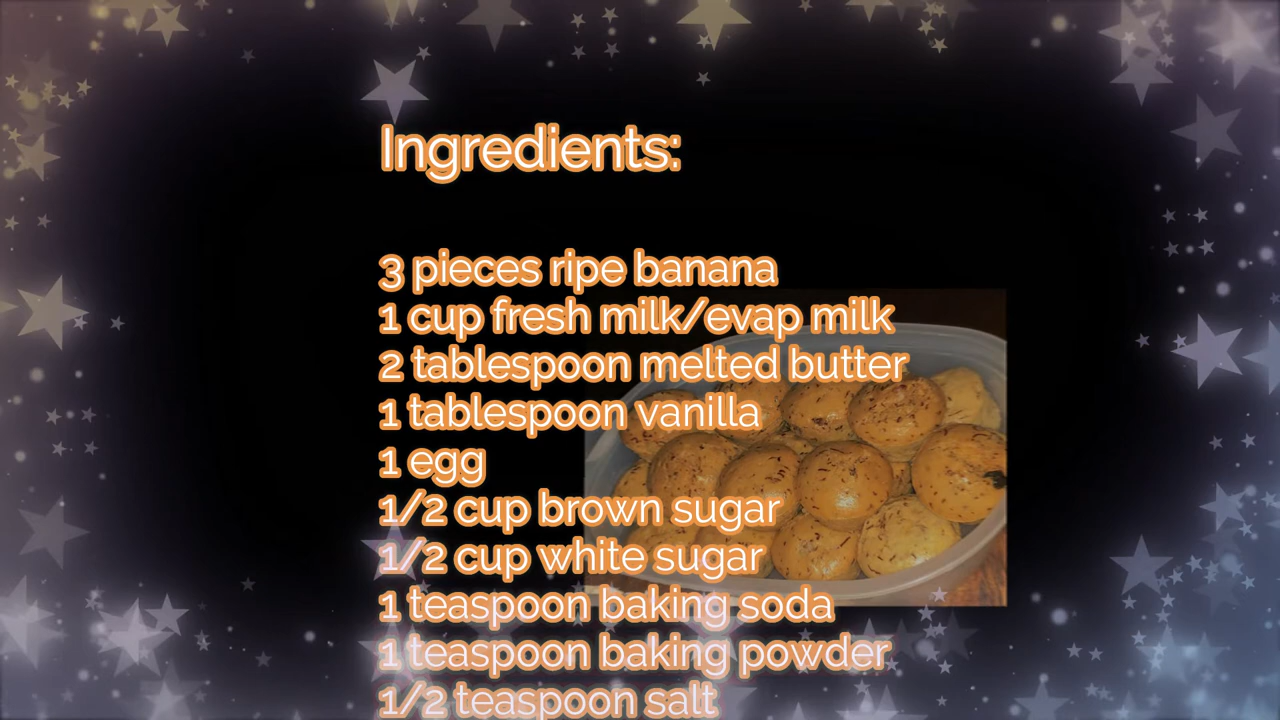 Ingredients:
3 pieces ripe banana
1 cup fresh milk/evap milk
2 tablespoon melted butter
1 tablespoon vanilla
1 egg
1/2 cup brown sugar
1/2 cup white sugar
1 teaspoon baking soda
1 teaspoon baking powder
1/2 teaspoon salt